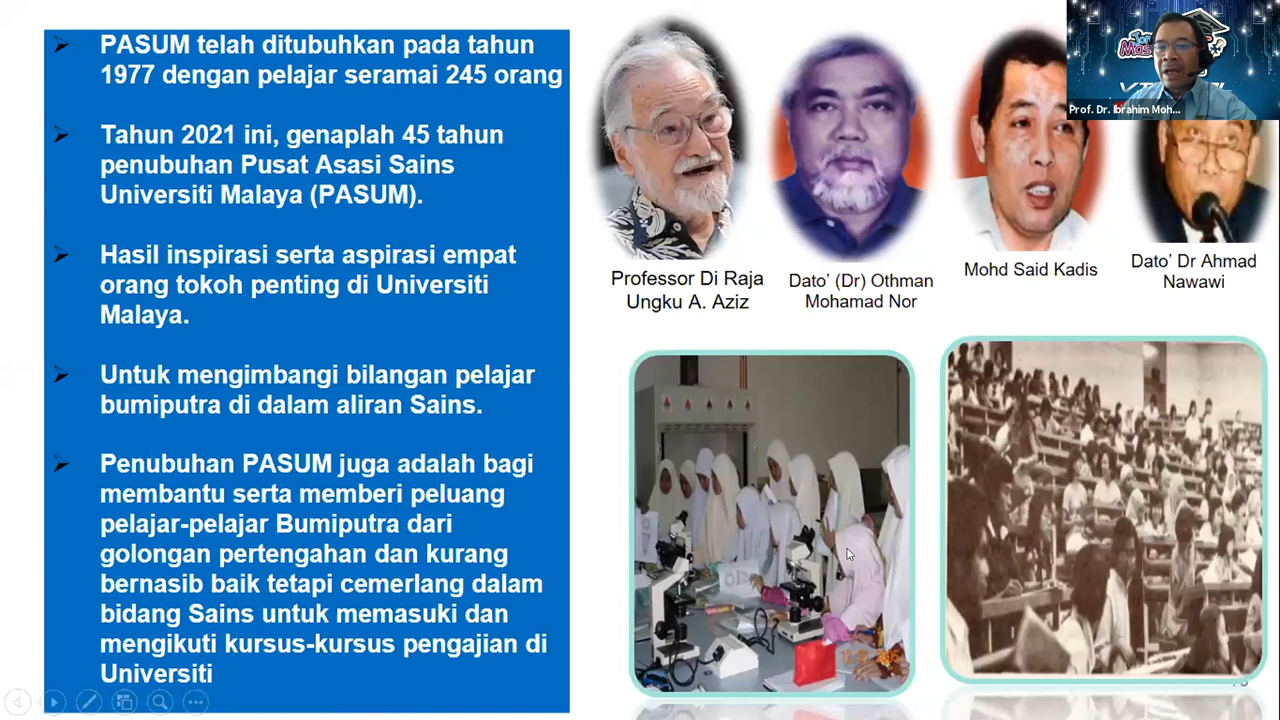 PASUM telah ditubuhkan pada tahun
1977 dengan pelajar seramai 245 orang
Tahun 2021 ini, genaplah 45 tahun
penubuhan Pusat Asasi Sains
Universiti Malaya (PASUM).
Hasil inspirasi serta aspirasi empat
orang tokoh penting di Universiti
Malaya.
Untuk mengimbangi bilangan pelajar
bumiputra di dalam aliran Sains.
Penubuhan PASUM juga adalah bagi
membantu serta memberi peluang
pelajar-pelajar Bumiputra dari
golongan pertengahan dan kurang
bernasib baik tetapi cemerlang dalam
bidang Sains untuk memasuki dan
mengikuti kursus-kursus pengajian di
Universiti
Professor Di Raja
Ungku A. Aziz
Dato' (Dr) Othman
Mohamad Nor
Mohd Said Kadis
Dato' Dr Ahmad
Nawawi
Prof. Dr. Ibrahim Moh...